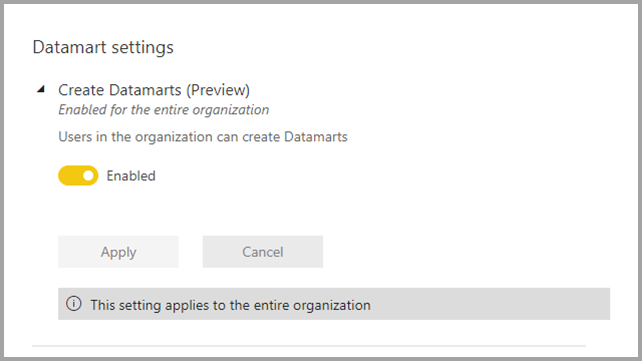 Datamart settings
Create Datamarts (Preview)
Enabled for the entire organization
Users in the organization can create Datamarts
Enabled
Apply Cancel
This setting applies to the entire organization